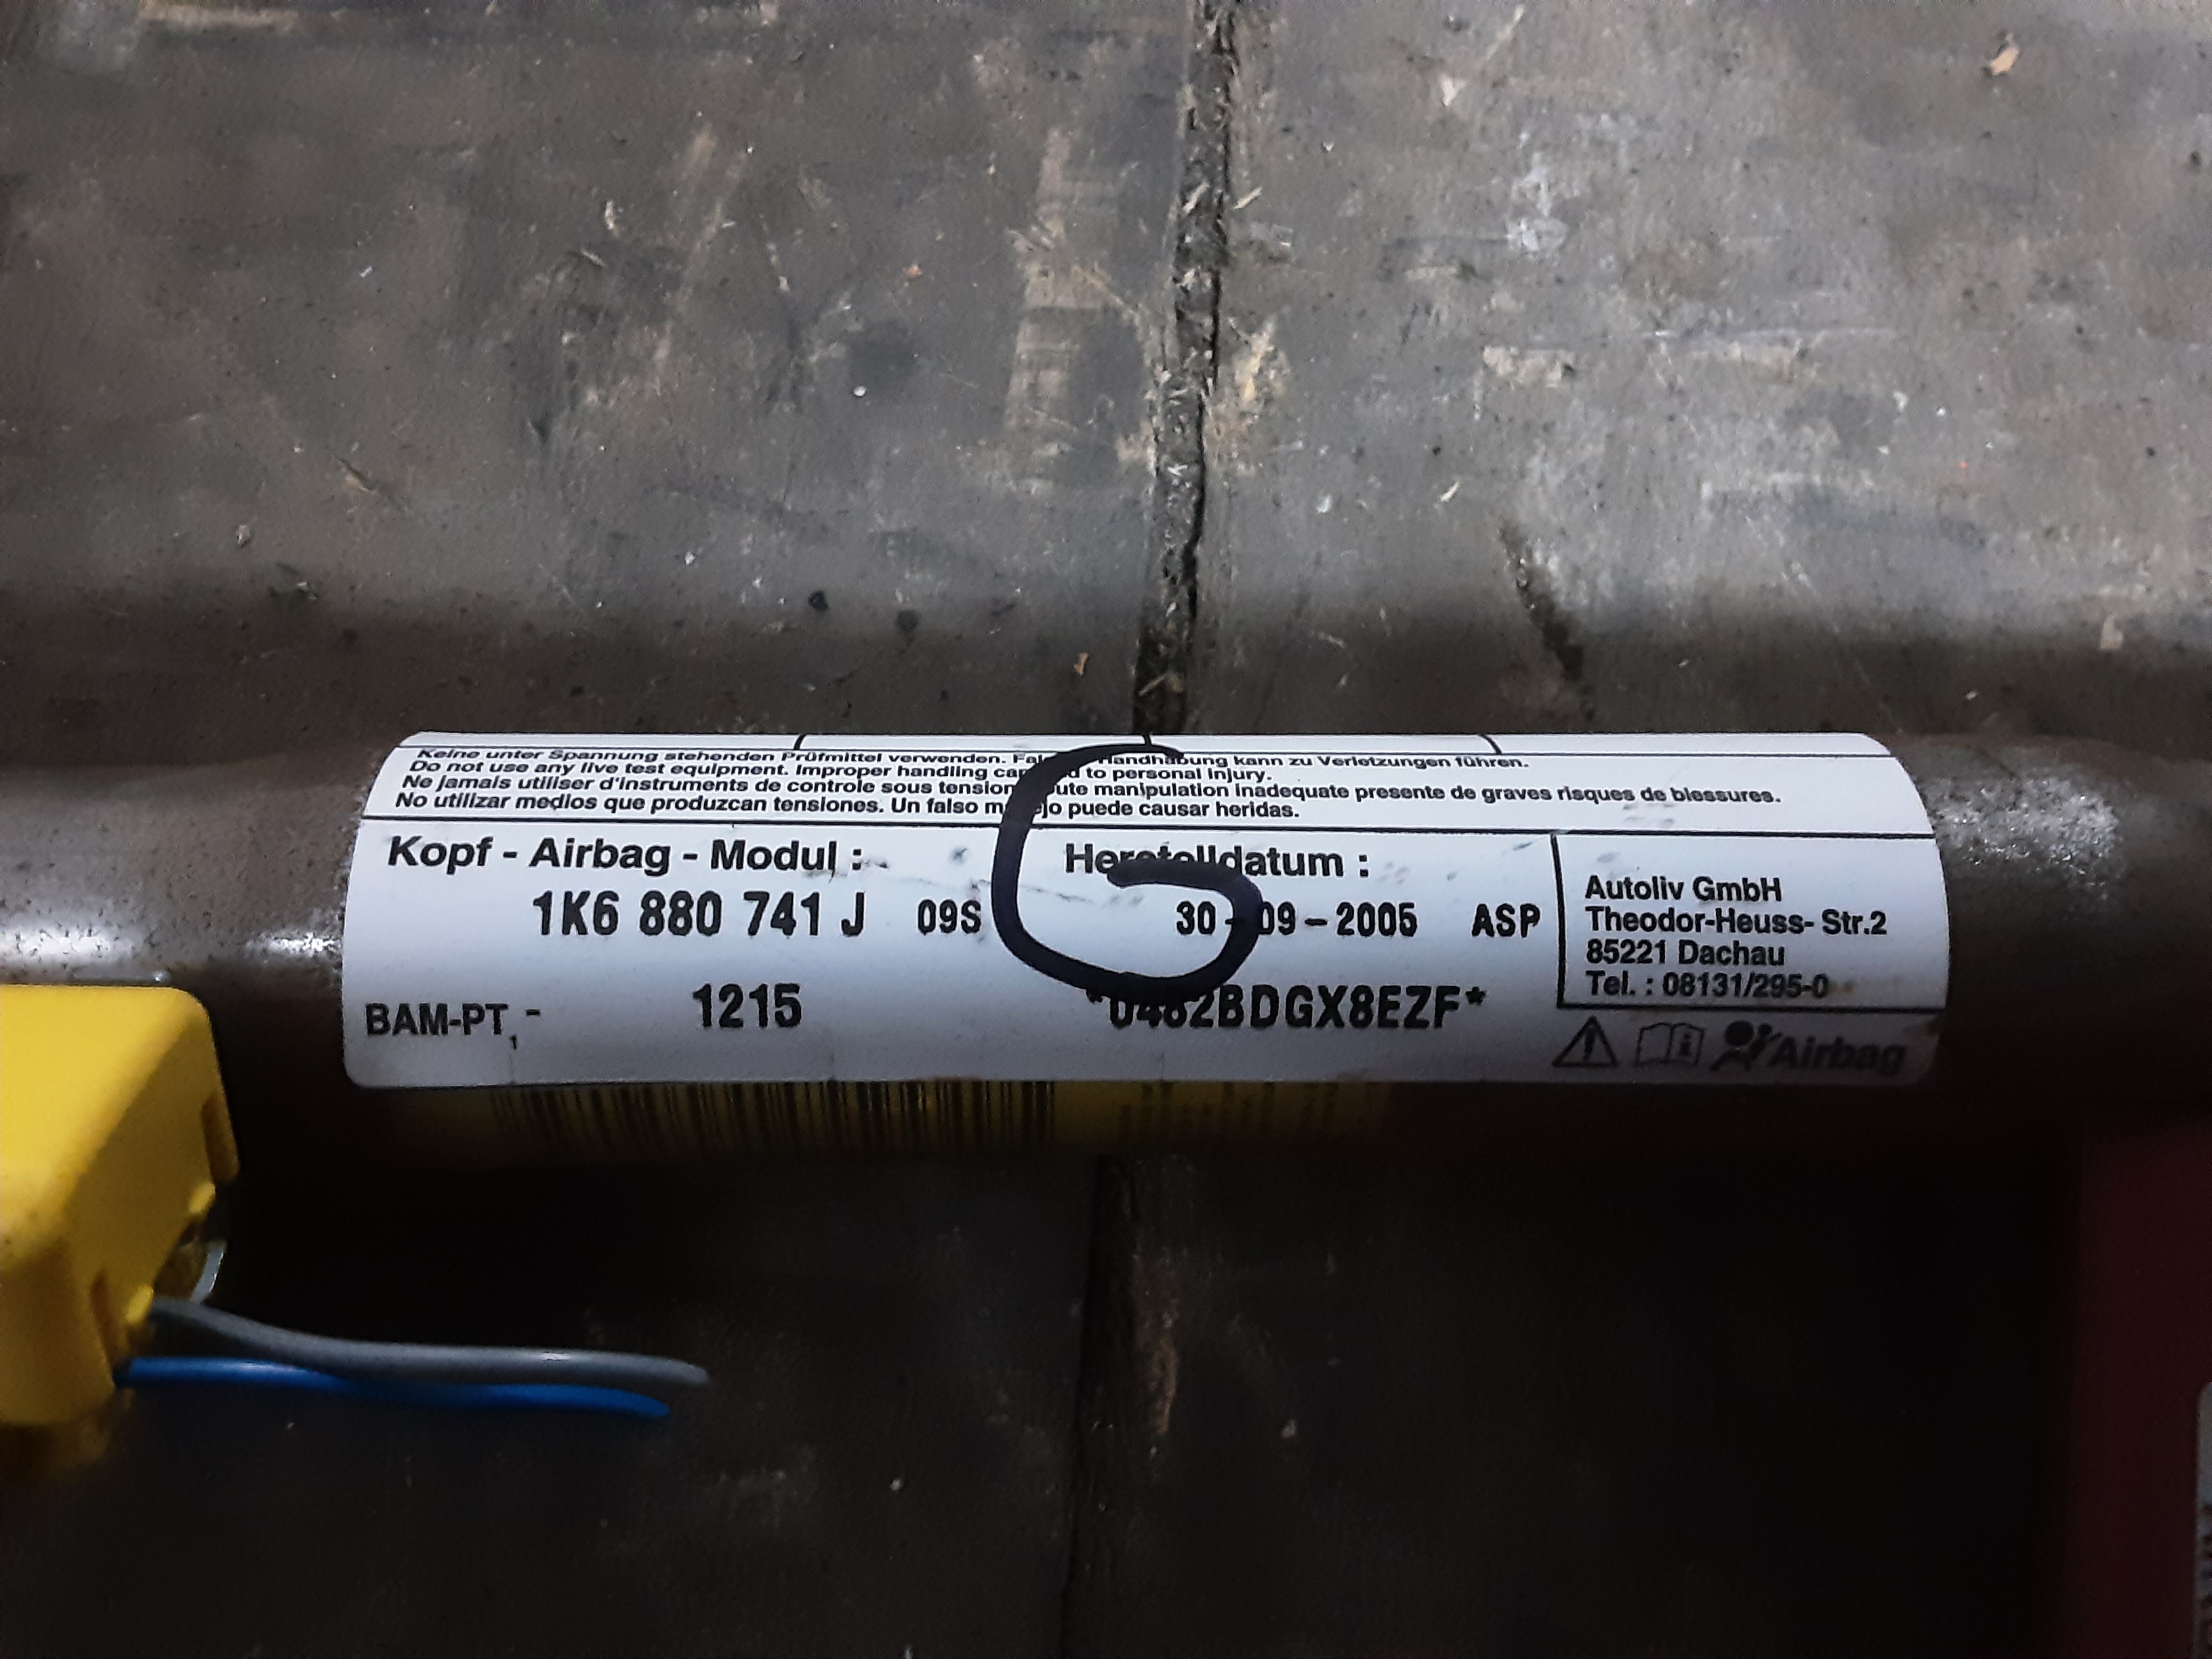 Keine unter Spannung stehenden Prüfmittel verwenden. Handhabung kann zu Verletzungen führen.
Do not use any live test equipment. Improper handling to personal injury.
Ne jamais utiliser d'instruments de controle sous tension manipulation inadequate presente de graves risques de blessures.
No utilizar medios que produzcan tensiones. Un falso puede causar heridas.
Kopf - Airbag - Modul :
1K6 880 741 J 09S
BAM-PT1 - 1215
Herstelldatum :
30-09-2005 ASP
*0482BDGX8EZF*
Autoliv GmbH
Theodor-Heuss- Str.2
85221 Dachau
Tel. : 08131/295-0
Airbag